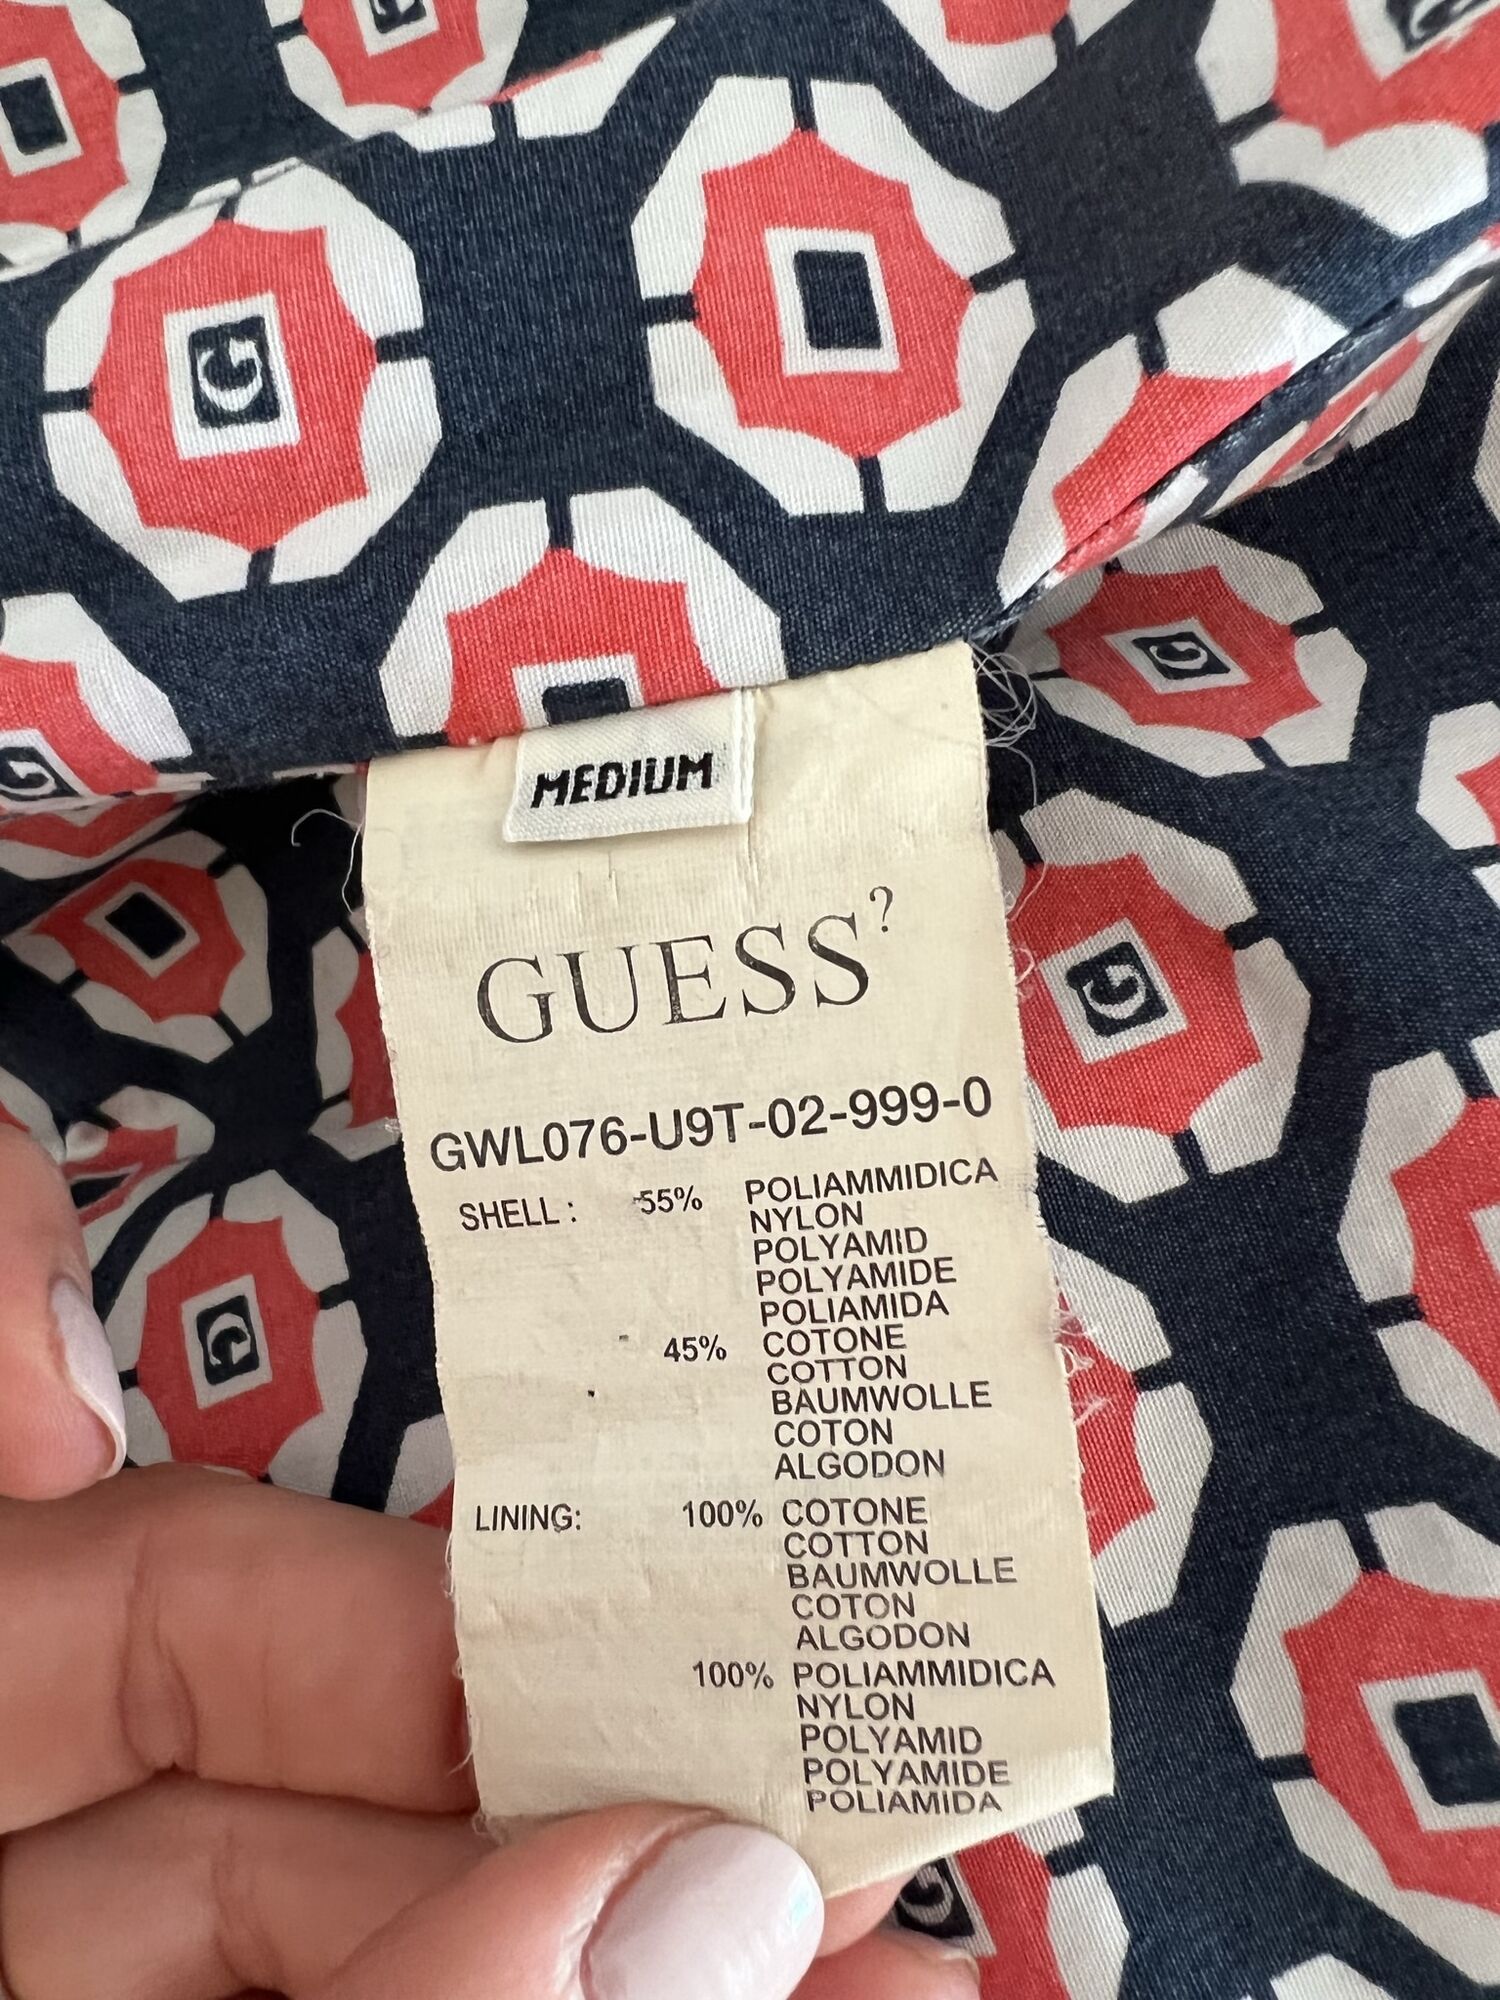 MEDIUM
GUESS?
GWL076-U9T-02-999-0
SHELL: 55% POLIAMMIDICA
NYLON
POLYAMID
POLYAMIDE
POLIAMIDA
45% COTONE
COTTON
BAUMWOLLE
COTON
ALGODON
LINING: 100% COTONE
COTTON
BAUMWOLLE
COTON
ALGODON
100% POLIAMMIDICA
NYLON
POLYAMID
POLYAMIDE
POLIAMIDA
G
G
G
G
G